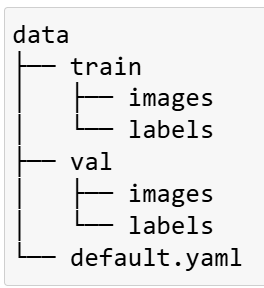 data
├── train
│   ├── images
│   └── labels
├── val
│   ├── images
│   └── labels
└── default.yaml